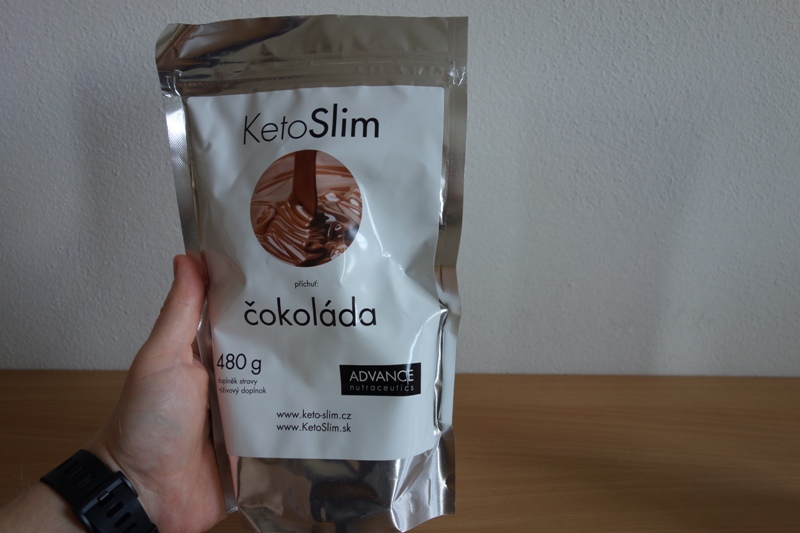 KetoSlim
příchuť:
čokoláda
480 g
doplněk stravy
výživový doplnok
ADVANCE
nutraceutics
www.keto-slim.cz
www.KetoSlim.sk